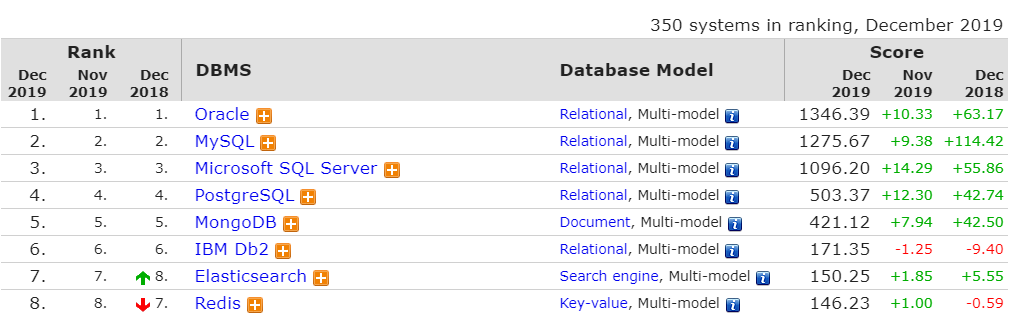 350 systems in ranking, December 2019
Rank DBMS Database Model Score
Dec 2019 Nov 2019 Dec 2018 Dec 2019 Nov 2019 Dec 2018
1. 1. 1. Oracle Relational, Multi-model 1346.39 +10.33 +63.17
2. 2. 2. MySQL Relational, Multi-model 1275.67 +9.38 +114.42
3. 3. 3. Microsoft SQL Server Relational, Multi-model 1096.20 +14.29 +55.86
4. 4. 4. PostgreSQL Relational, Multi-model 503.37 +12.30 +42.74
5. 5. 5. MongoDB Document, Multi-model 421.12 +7.94 +42.50
6. 6. 6. IBM Db2 Relational, Multi-model 171.35 -1.25 -9.40
7. 7. 8. Elasticsearch Search engine, Multi-model 150.25 +1.85 +5.55
8. 8. 7. Redis Key-value, Multi-model 146.23 +1.00 -0.59